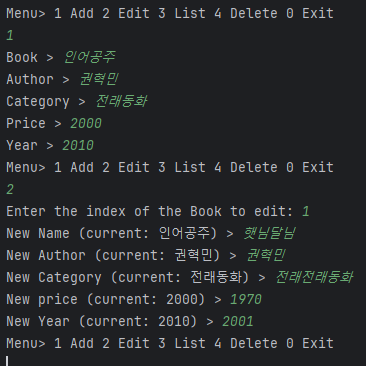 Menu> 1 Add 2 Edit 3 List 4 Delete 0 Exit
1
Book > 인어공주
Author > 권혁민
Category > 전래동화
Price > 2000
Year > 2010
Menu> 1 Add 2 Edit 3 List 4 Delete 0 Exit
2
Enter the index of the Book to edit: 1
New Name (current: 인어공주) > 햇님달님
New Author (current: 권혁민) > 권혁민
New Category (current: 전래동화) > 전래전래동화
New price (current: 2000) > 1970
New Year (current: 2010) > 2001
Menu> 1 Add 2 Edit 3 List 4 Delete 0 Exit